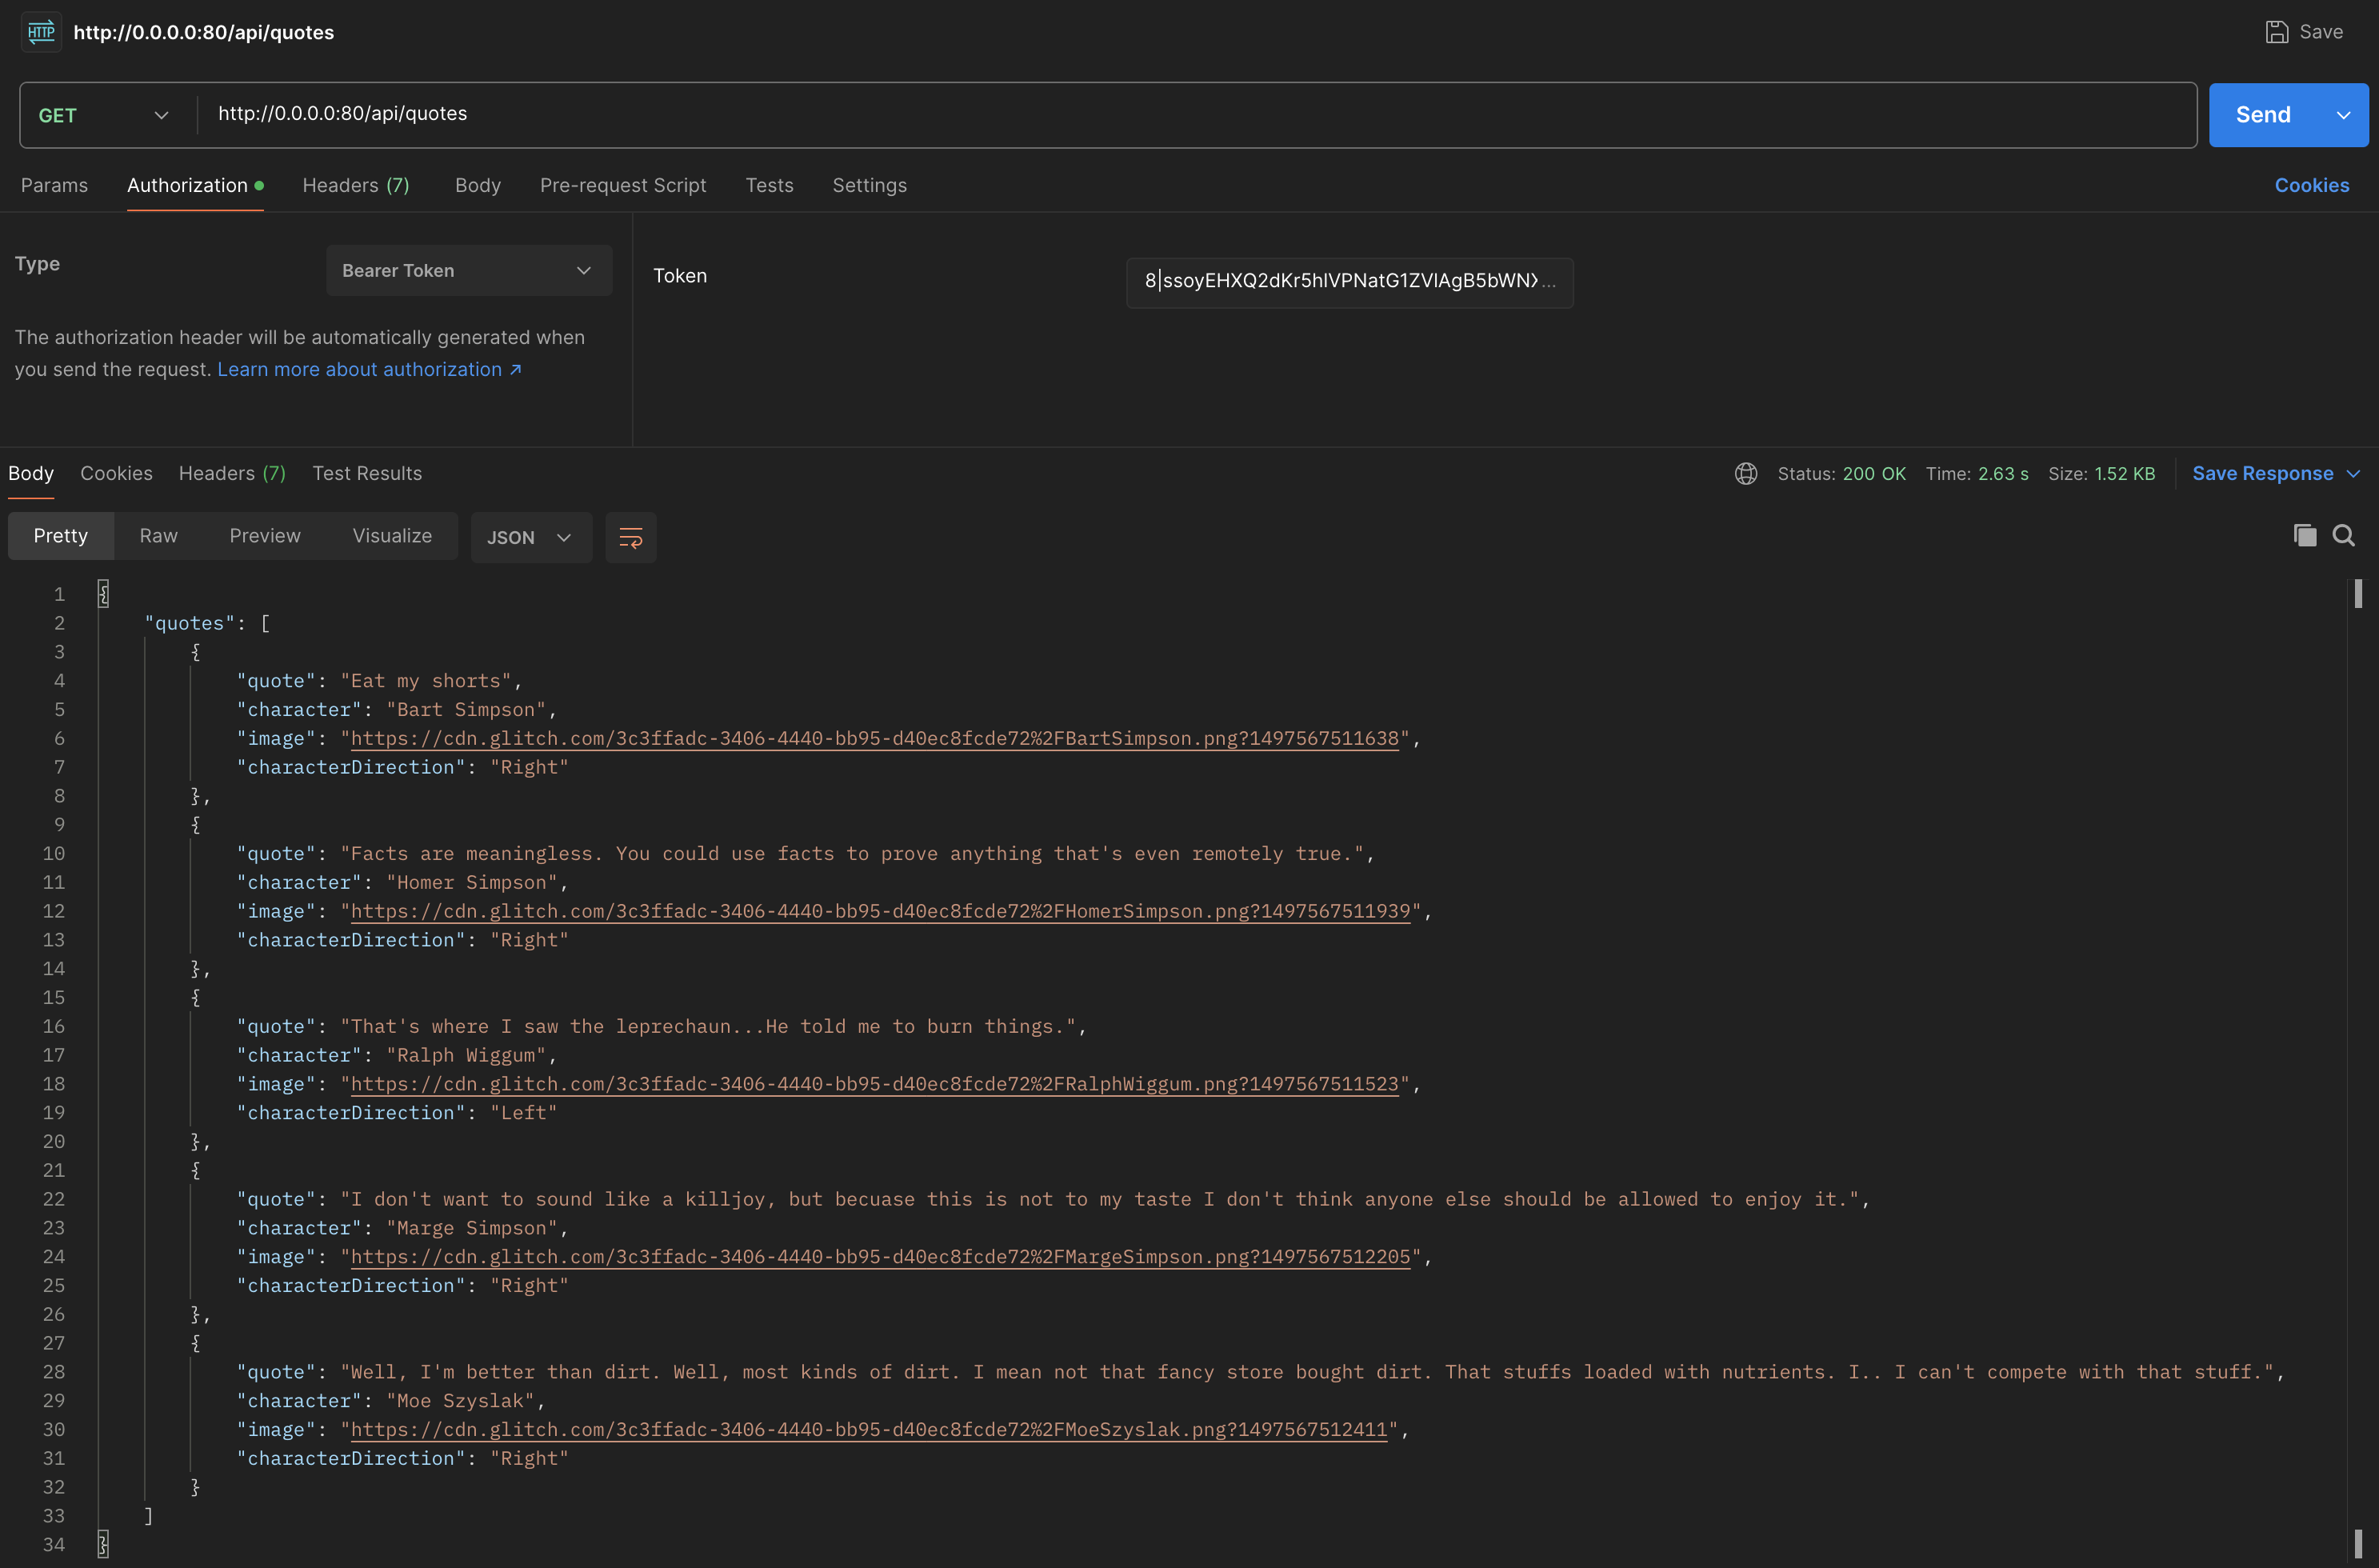 HTTP http://0.0.0.0:80/api/quotes Save
GET http://0.0.0.0:80/api/quotes Send
Params Authorization Headers (7) Body Pre-request Script Tests Settings Cookies
Type Bearer Token
Token 8|ssoyEHXQ2dKr5hIVPNatG1ZVIAgB5bWNX...
The authorization header will be automatically generated when
you send the request. Learn more about authorization ↗
Body Cookies Headers (7) Test Results Status: 200 OK Time: 2.63 s Size: 1.52 KB Save Response
Pretty Raw Preview Visualize JSON
1 {
2 "quotes": [
3 {
4 "quote": "Eat my shorts",
5 "character": "Bart Simpson",
6 "image": "https://cdn.glitch.com/3c3ffadc-3406-4440-bb95-d40ec8fcde72%2FBartSimpson.png?1497567511638",
7 "characterDirection": "Right"
8 },
9 {
10 "quote": "Facts are meaningless. You could use facts to prove anything that's even remotely true.",
11 "character": "Homer Simpson",
12 "image": "https://cdn.glitch.com/3c3ffadc-3406-4440-bb95-d40ec8fcde72%2FHomerSimpson.png?1497567511939",
13 "characterDirection": "Right"
14 },
15 {
16 "quote": "That's where I saw the leprechaun...He told me to burn things.",
17 "character": "Ralph Wiggum",
18 "image": "https://cdn.glitch.com/3c3ffadc-3406-4440-bb95-d40ec8fcde72%2FRalphWiggum.png?1497567511523",
19 "characterDirection": "Left"
20 },
21 {
22 "quote": "I don't want to sound like a killjoy, but becuase this is not to my taste I don't think anyone else should be allowed to enjoy it.",
23 "character": "Marge Simpson",
24 "image": "https://cdn.glitch.com/3c3ffadc-3406-4440-bb95-d40ec8fcde72%2FMargeSimpson.png?1497567512205",
25 "characterDirection": "Right"
26 },
27 {
28 "quote": "Well, I'm better than dirt. Well, most kinds of dirt. I mean not that fancy store bought dirt. That stuffs loaded with nutrients. I.. I can't compete with that stuff.",
29 "character": "Moe Szyslak",
30 "image": "https://cdn.glitch.com/3c3ffadc-3406-4440-bb95-d40ec8fcde72%2FMoeSzyslak.png?1497567512411",
31 "characterDirection": "Right"
32 }
33 ]
34 }